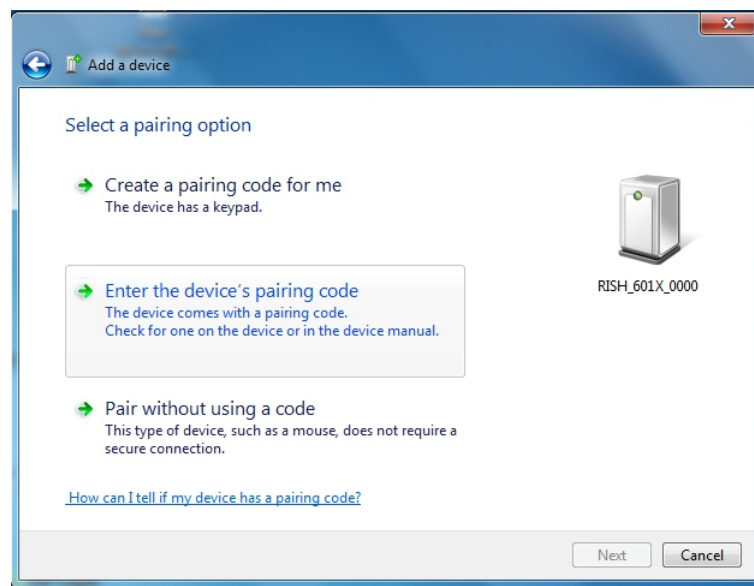 Add a device
Select a pairing option
Create a pairing code for me
The device has a keypad.
Enter the device's pairing code
The device comes with a pairing code.
Check for one on the device or in the device manual.
Pair without using a code
This type of device, such as a mouse, does not require a
secure connection.
How can I tell if my device has a pairing code?
RISH_601X_0000
Next
Cancel